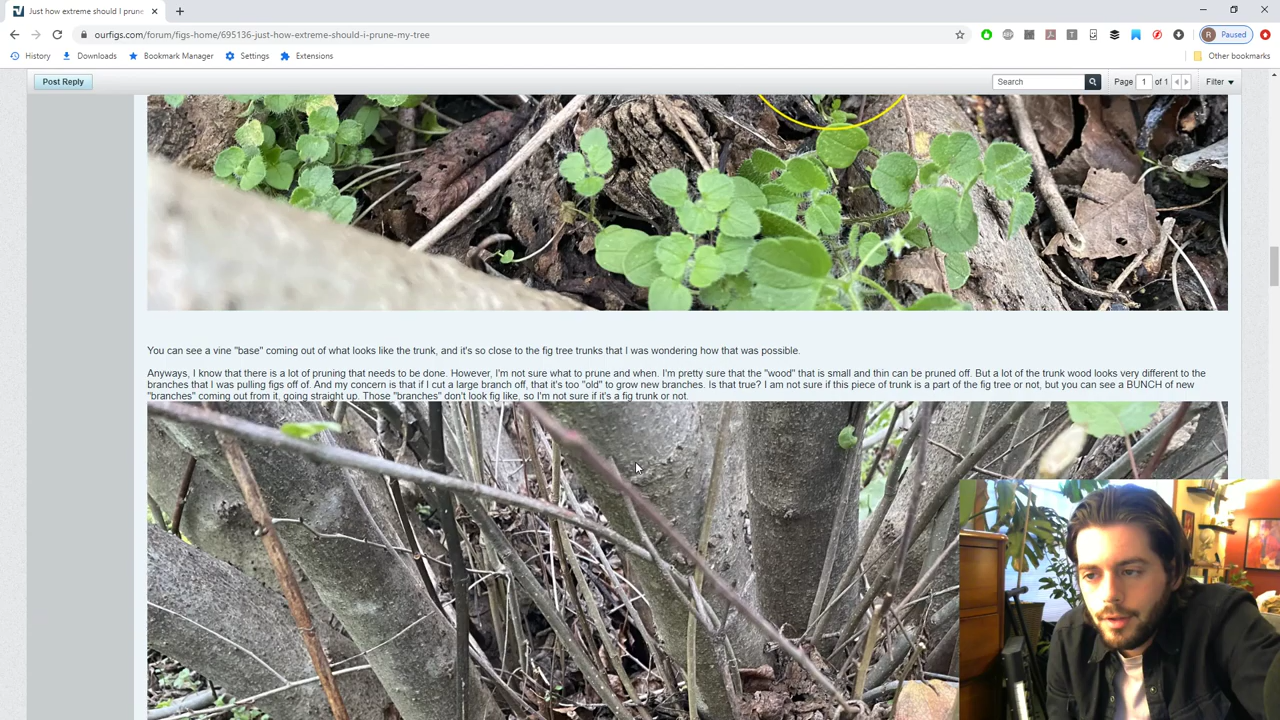 Just how extreme should I prune
ourfigs.com/forum/figs-home/695136-just-how-extreme-should-i-prune-my-tree
ABP
T
R Paused
History Downloads Bookmark Manager Settings Extensions Other bookmarks
Post Reply Search Page 1 of 1 Filter
You can see a vine "base" coming out of what looks like the trunk, and it's so close to the fig tree trunks that I was wondering how that was possible.
Anyways, I know that there is a lot of pruning that needs to be done. However, I'm not sure what to prune and when. I'm pretty sure that the "wood" that is small and thin can be pruned off. But a lot of the trunk wood looks very different to the
branches that I was pulling figs off of. And my concern is that if I cut a large branch off, that it's too "old" to grow new branches. Is that true? I am not sure if this piece of trunk is a part of the fig tree or not, but you can see a BUNCH of new
"branches" coming out from it, going straight up. Those "branches" don't look fig like, so I'm not sure if it's a fig trunk or not.